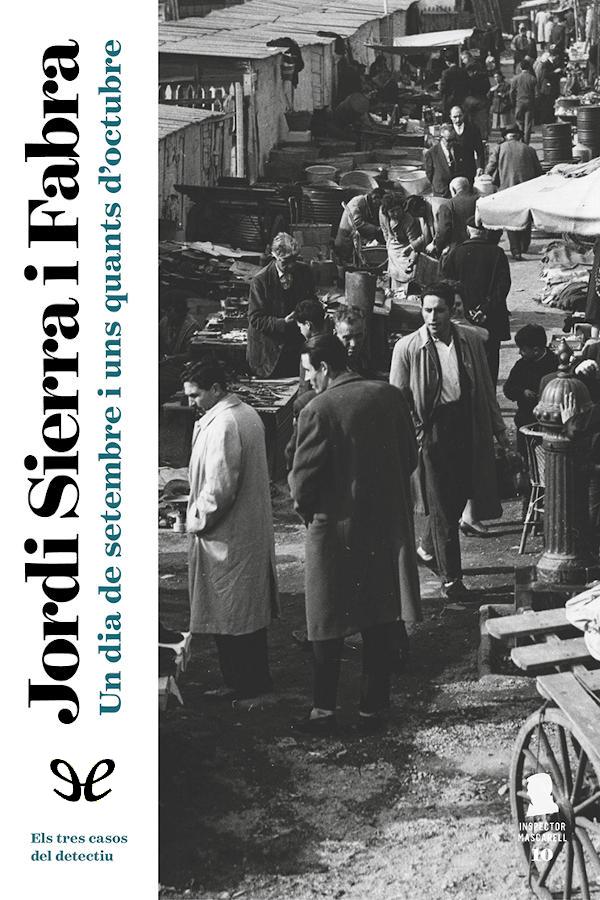 Jordi Sierra i Fabra
Un dia de setembre i uns quants d'octubre
Els tres casos
del detectiu
INSPECTOR
MASCARELL
10